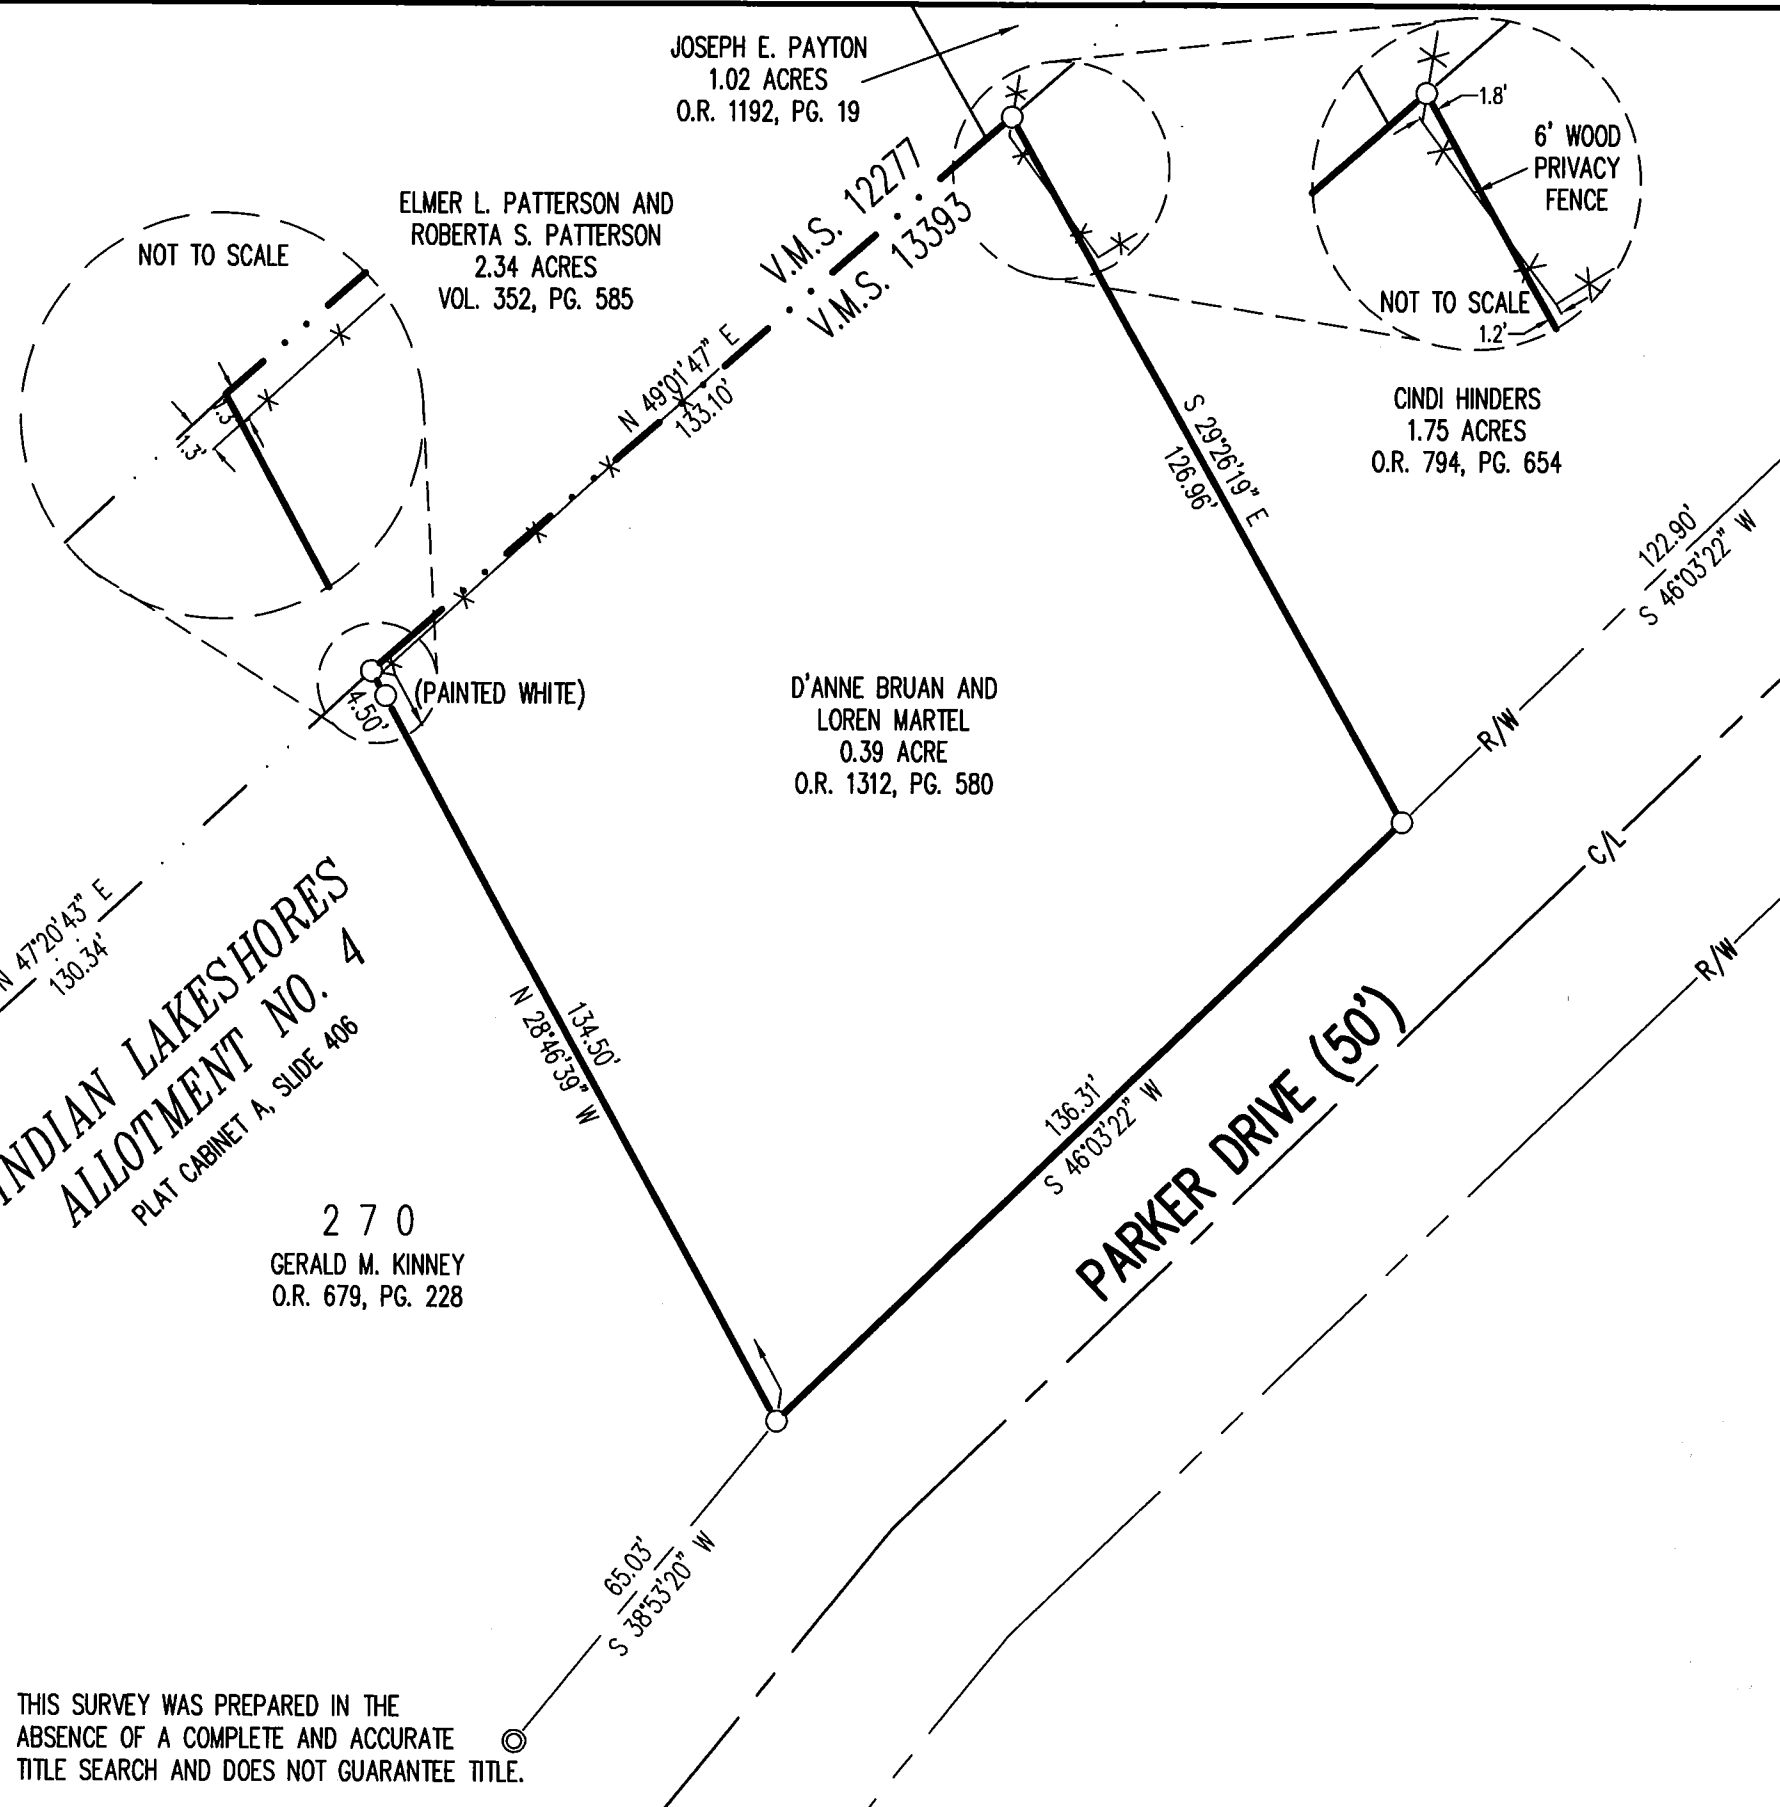 JOSEPH E. PAYTON
1.02 ACRES
O.R. 1192, PG. 19
1.8'
6' WOOD
PRIVACY
FENCE
NOT TO SCALE
1.2'
ELMER L. PATTERSON AND
ROBERTA S. PATTERSON
2.34 ACRES
VOL. 352, PG. 585
NOT TO SCALE
1.3'
V.M.S. 12277
V.M.S. 13393
N 49°01'47" E
133.10'
S 29°26'19" E
126.96'
CINDI HINDERS
1.75 ACRES
O.R. 794, PG. 654
122.90'
S 46°03'22" W
(PAINTED WHITE)
4.50'
D'ANNE BRUAN AND
LOREN MARTEL
0.39 ACRE
O.R. 1312, PG. 580
R/W
C/L
R/W
N 47°20'43" E
130.34'
INDIAN LAKESHORES
ALLOTMENT NO. 4
PLAT CABINET A, SLIDE 406
134.50'
N 28°46'39" W
136.31'
S 46°03'22" W
PARKER DRIVE (50')
270
GERALD M. KINNEY
O.R. 679, PG. 228
65.03'
S 38°53'20" W
THIS SURVEY WAS PREPARED IN THE
ABSENCE OF A COMPLETE AND ACCURATE
TITLE SEARCH AND DOES NOT GUARANTEE TITLE.